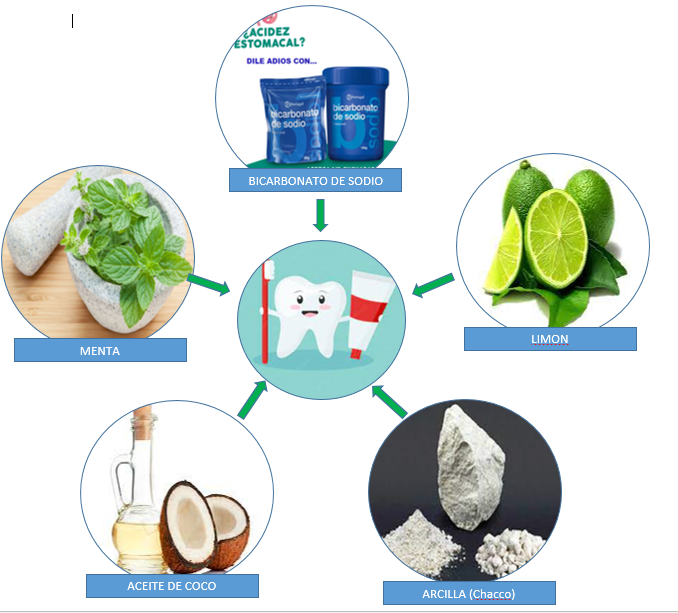 ¿ACIDEZ
ESTOMACAL?
DILE ADIOS CON...
bicarbonato
de sodio
bicarbonato
de sodio
BICARBONATO DE SODIO
MENTA
LIMON
ACEITE DE COCO
ARCILLA (Chacco)